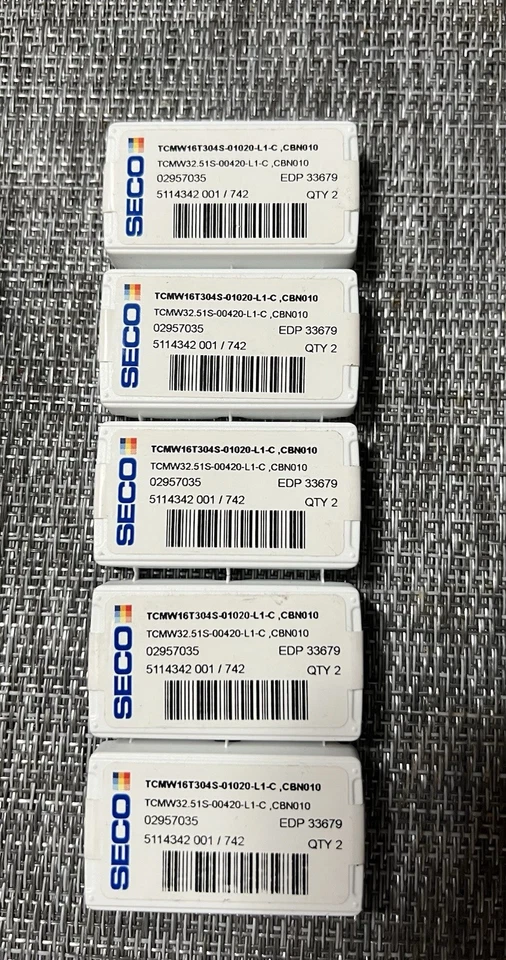 SECO
TCMW16T304S-01020-L1-C ,CBN010
TCMW32.51S-00420-L1-C ,CBN010
02957035 EDP 33679
5114342 001 / 742 QTY 2
SECO
TCMW16T304S-01020-L1-C ,CBN010
TCMW32.51S-00420-L1-C ,CBN010
02957035 EDP 33679
5114342 001 / 742 QTY 2
SECO
TCMW16T304S-01020-L1-C ,CBN010
TCMW32.51S-00420-L1-C ,CBN010
02957035 EDP 33679
5114342 001 / 742 QTY 2
SECO
TCMW16T304S-01020-L1-C ,CBN010
TCMW32.51S-00420-L1-C ,CBN010
02957035 EDP 33679
5114342 001 / 742 QTY 2
SECO
TCMW16T304S-01020-L1-C ,CBN010
TCMW32.51S-00420-L1-C ,CBN010
02957035 EDP 33679
5114342 001 / 742 QTY 2